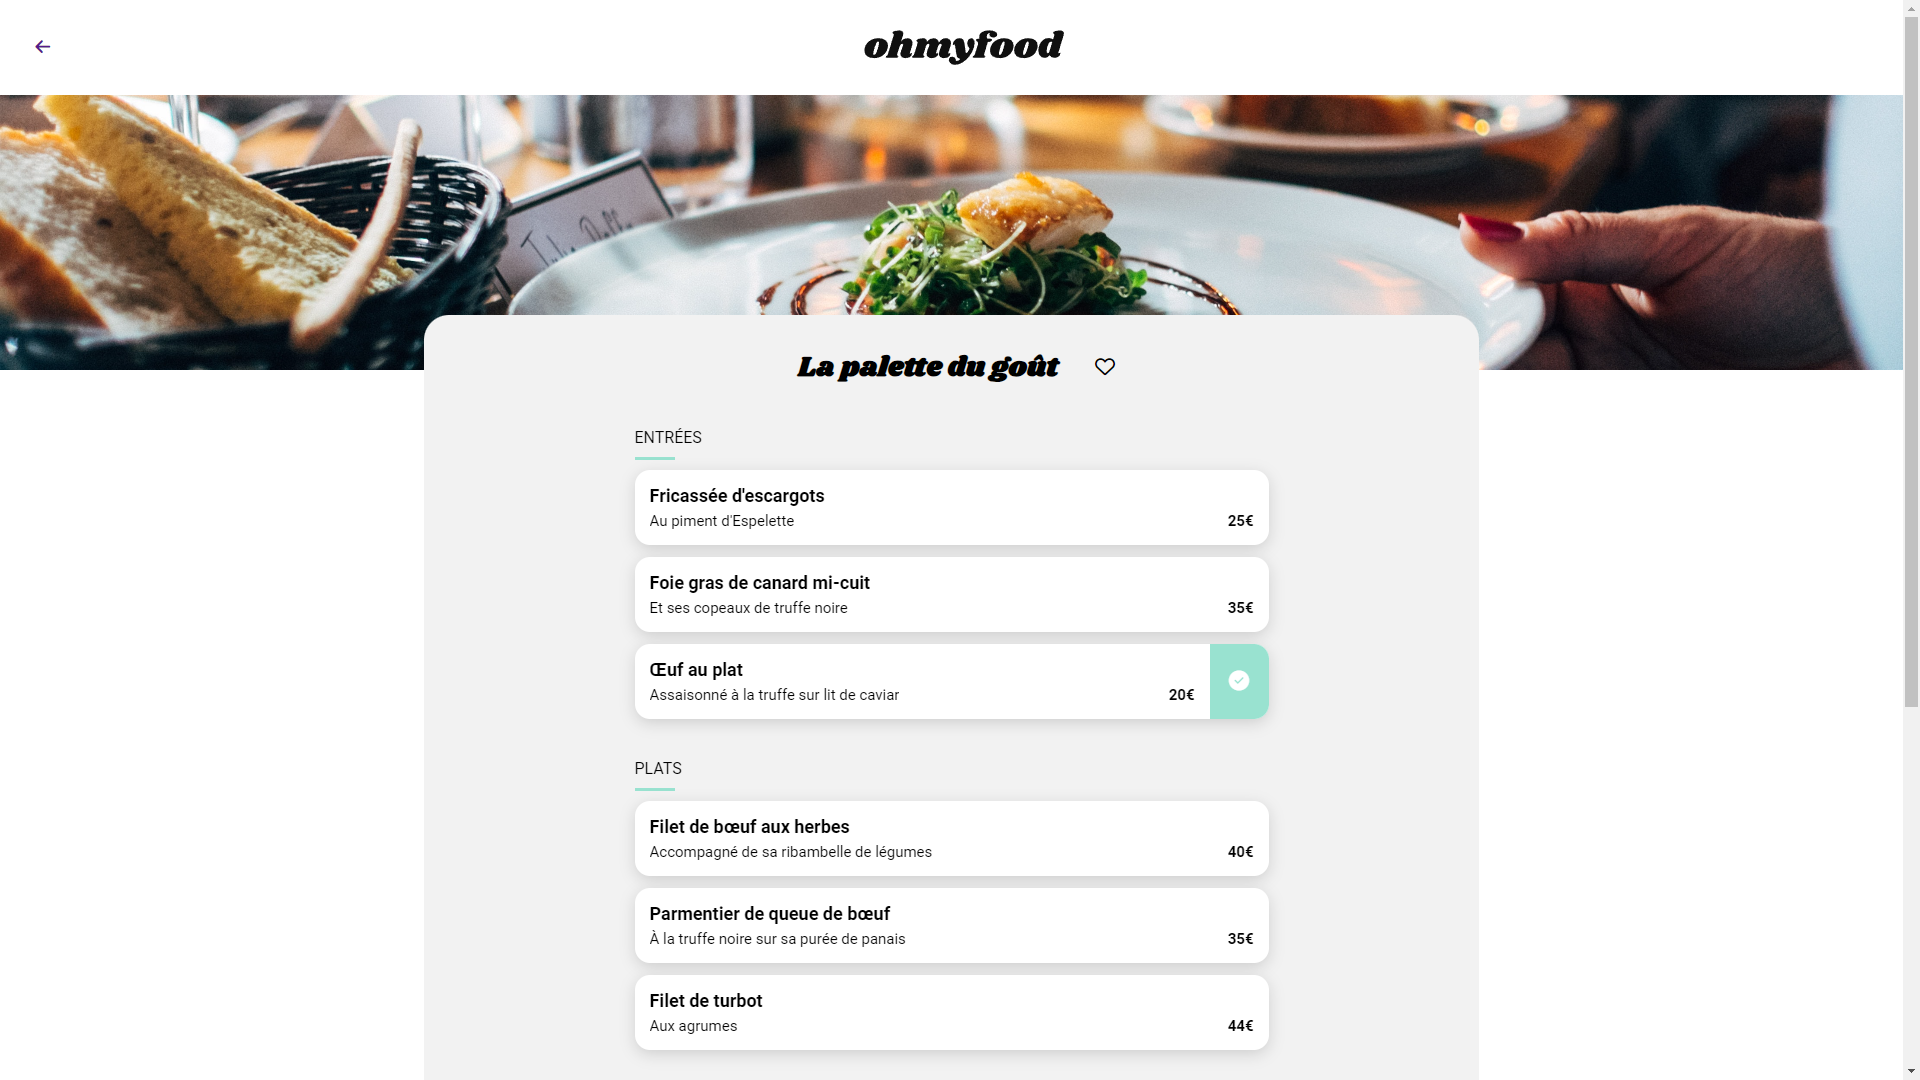 ohmyfood
La palette du goût
ENTRÉES
Fricassée d'escargots
Au piment d'Espelette
25€
Foie gras de canard mi-cuit
Et ses copeaux de truffe noire
35€
Œuf au plat
Assaisonné à la truffe sur lit de caviar
20€
PLATS
Filet de bœuf aux herbes
Accompagné de sa ribambelle de légumes
40€
Parmentier de queue de bœuf
À la truffe noire sur sa purée de panais
35€
Filet de turbot
Aux agrumes
44€